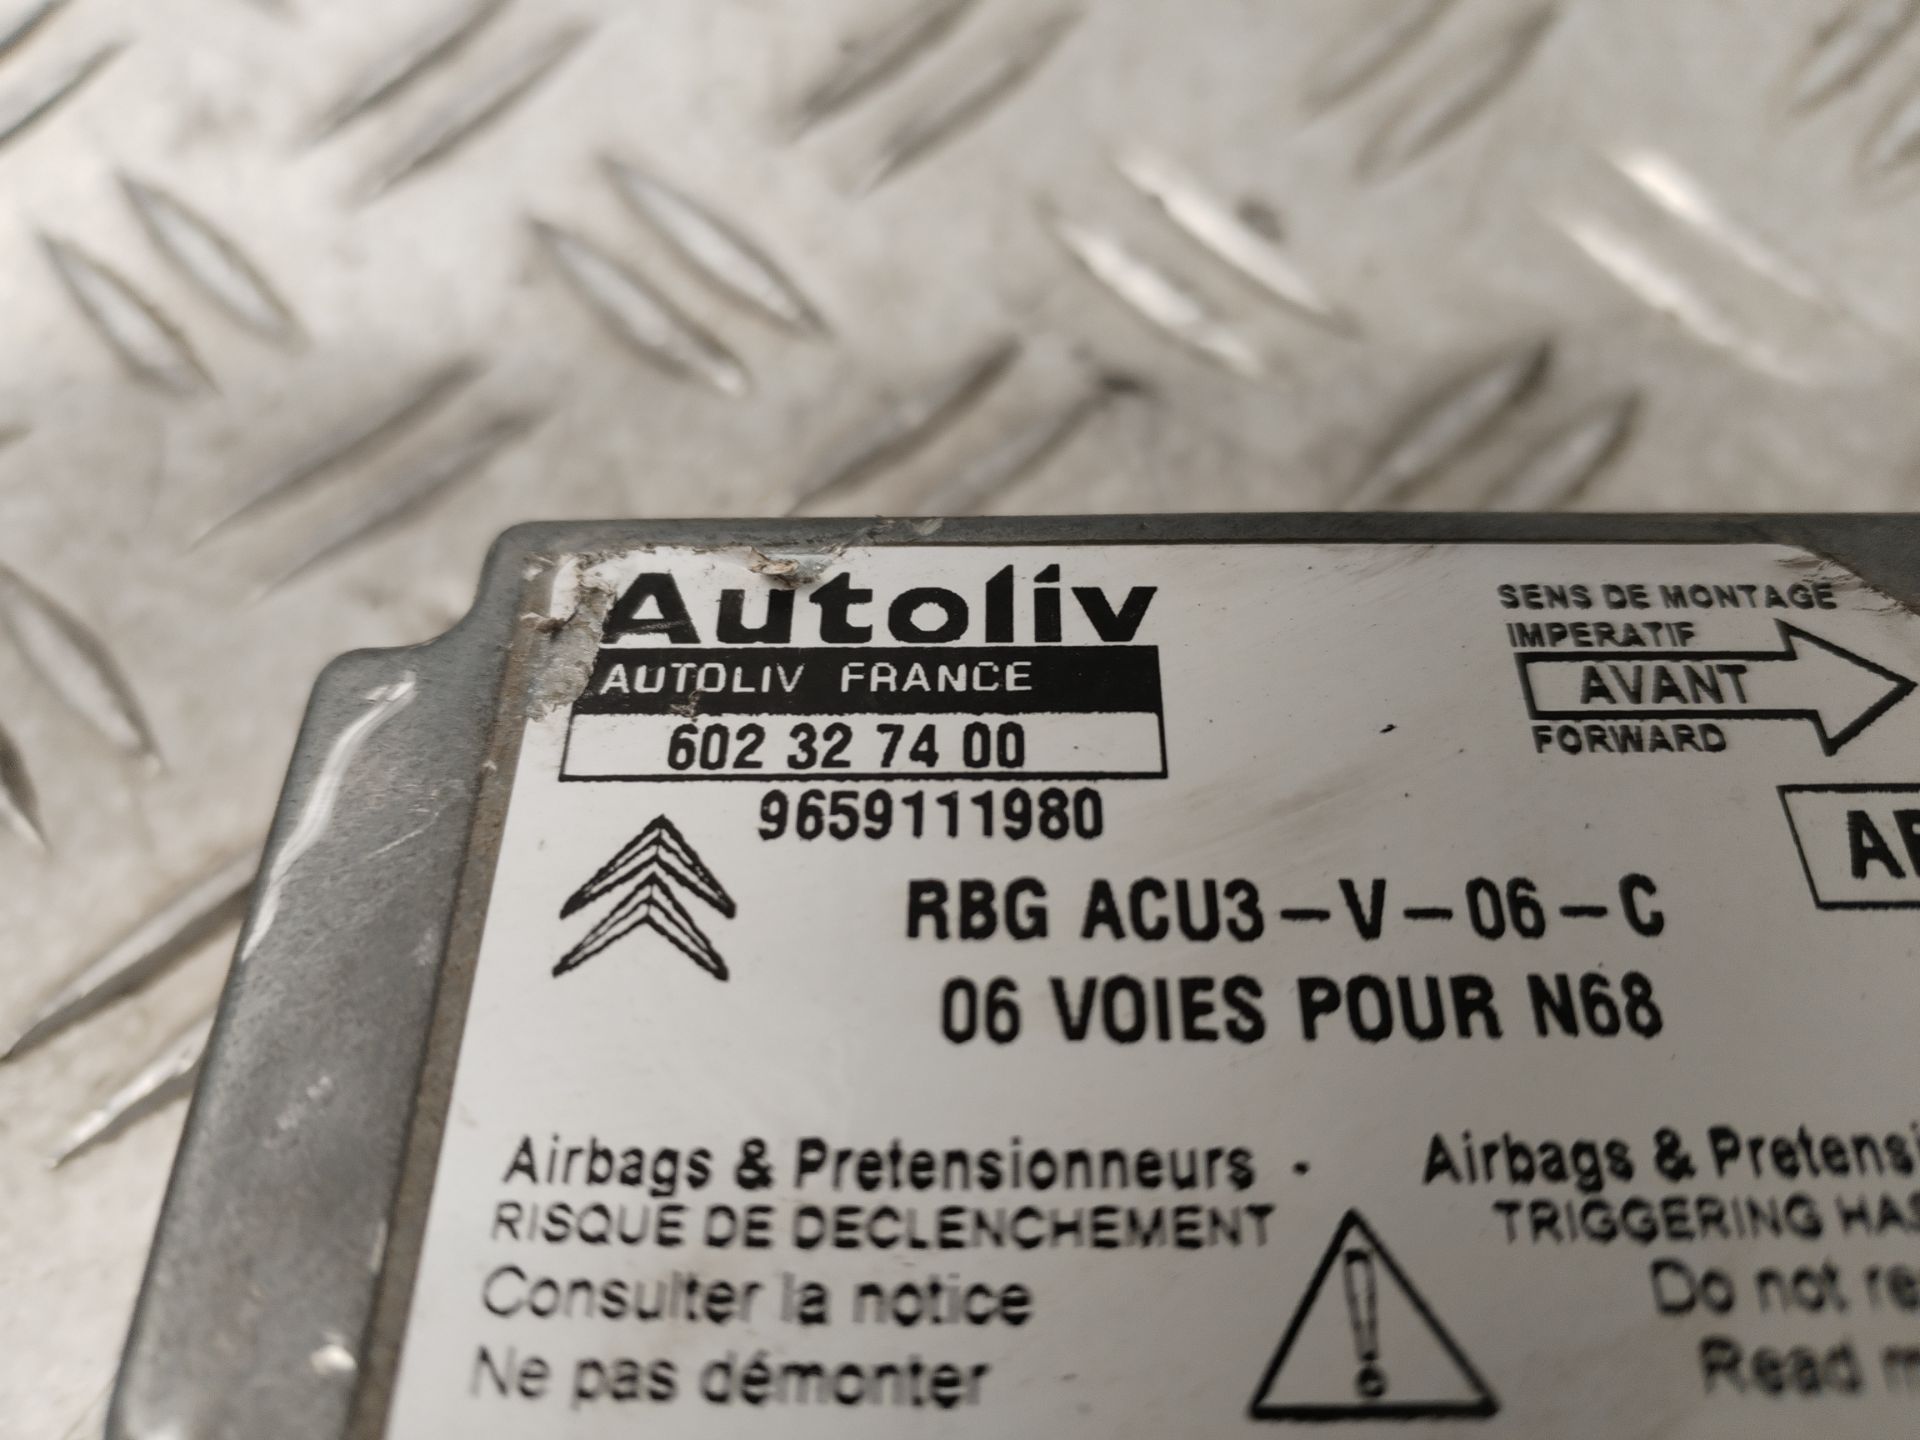 Autoliv
AUTOLIV FRANCE
602 32 74 00
9659111980
SENS DE MONTAGE
IMPERATIF
AVANT
FORWARD
RBG ACU3-V-06-C
06 VOIES POUR N68
Airbags & Pretensionneurs ·
RISQUE DE DECLENCHEMENT
Consulter la notice
Ne pas démonter
Airbags & Pretensi
TRIGGERING HA
Do not re
Read m